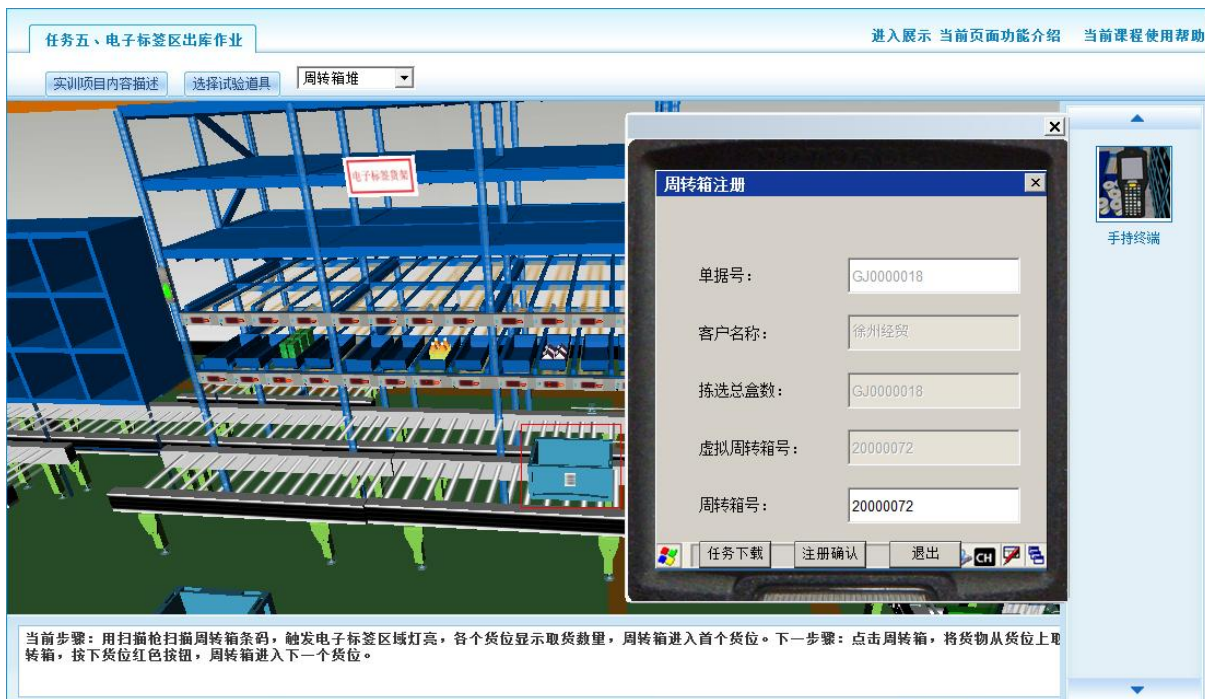 任务五、电子标签区出库作业
进入展示 当前页面功能介绍 当前课程使用帮助
实训项目内容描述 选择试验道具 周转箱堆
电子标签货架
手持终端
周转箱注册
单据号： GJ0000018
客户名称： 徐州经贸
拣选总盒数： GJ0000018
虚拟周转箱号： 20000072
周转箱号： 20000072
任务下载 注册确认 退出 CH
当前步骤：用扫描枪扫描周转箱条码，触发电子标签区域灯亮，各个货位显示取货数量，周转箱进入首个货位。下一步骤：点击周转箱，将货物从货位上取
转箱，按下货位红色按钮，周转箱进入下一个货位。